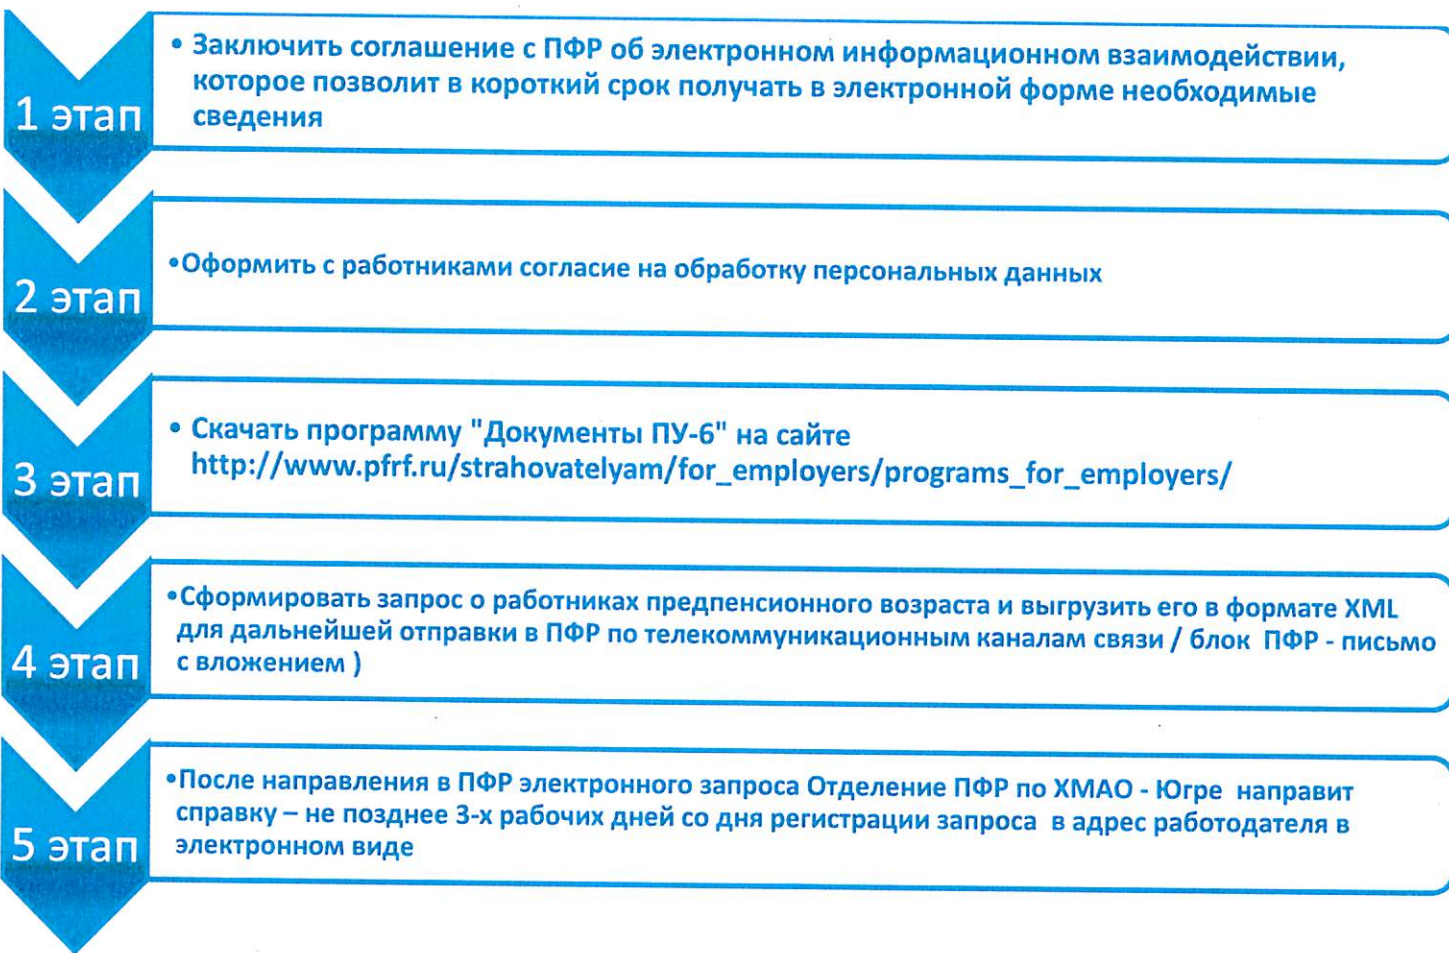 1 этап
• Заключить соглашение с ПФР об электронном информационном взаимодействии,
которое позволит в короткий срок получать в электронной форме необходимые
сведения
2 этап
•Оформить с работниками согласие на обработку персональных данных
3 этап
• Скачать программу "Документы ПУ-6" на сайте
http://www.pfrf.ru/strahovatelyam/for_employers/programs_for_employers/
4 этап
•Сформировать запрос о работниках предпенсионного возраста и выгрузить его в формате XML
для дальнейшей отправки в ПФР по телекоммуникационным каналам связи / блок ПФР - письмо
с вложением )
5 этап
•После направления в ПФР электронного запроса Отделение ПФР по ХМАО - Югре направит
справку – не позднее 3-х рабочих дней со дня регистрации запроса в адрес работодателя в
электронном виде